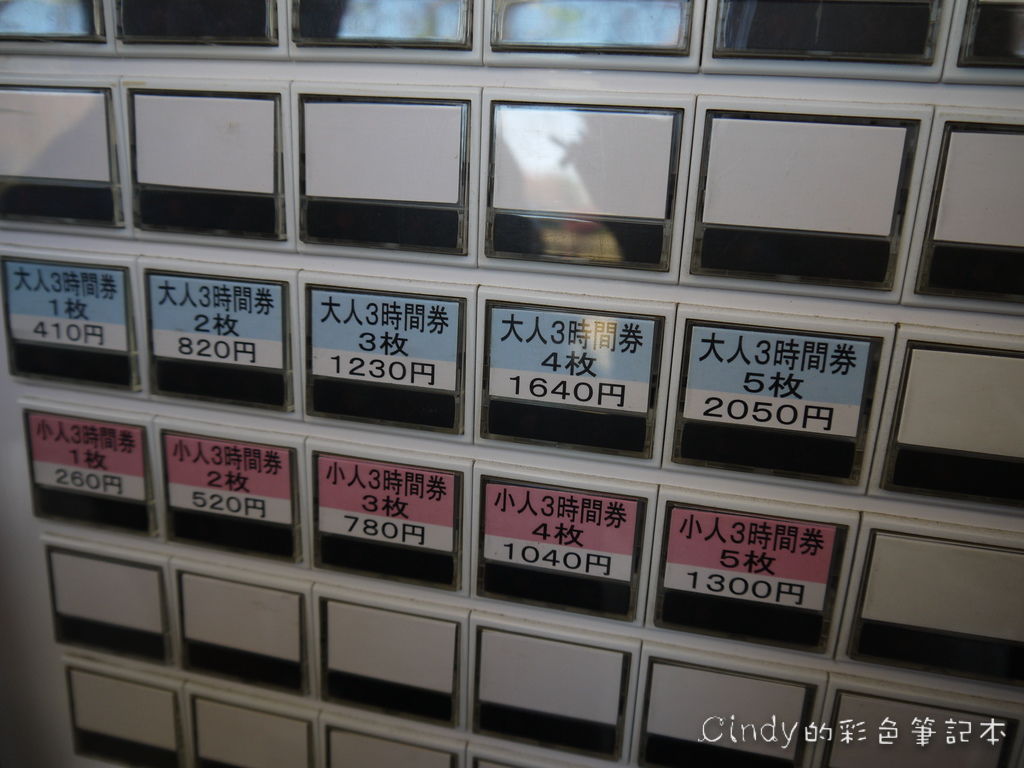 大人3時間券
1枚
410円
大人3時間券
2枚
820円
大人3時間券
3枚
1230円
大人3時間券
4枚
1640円
大人3時間券
5枚
2050円
小人3時間券
1枚
260円
小人3時間券
2枚
520円
小人3時間券
3枚
780円
小人3時間券
4枚
1040円
小人3時間券
5枚
1300円
Cindy的彩色筆記本